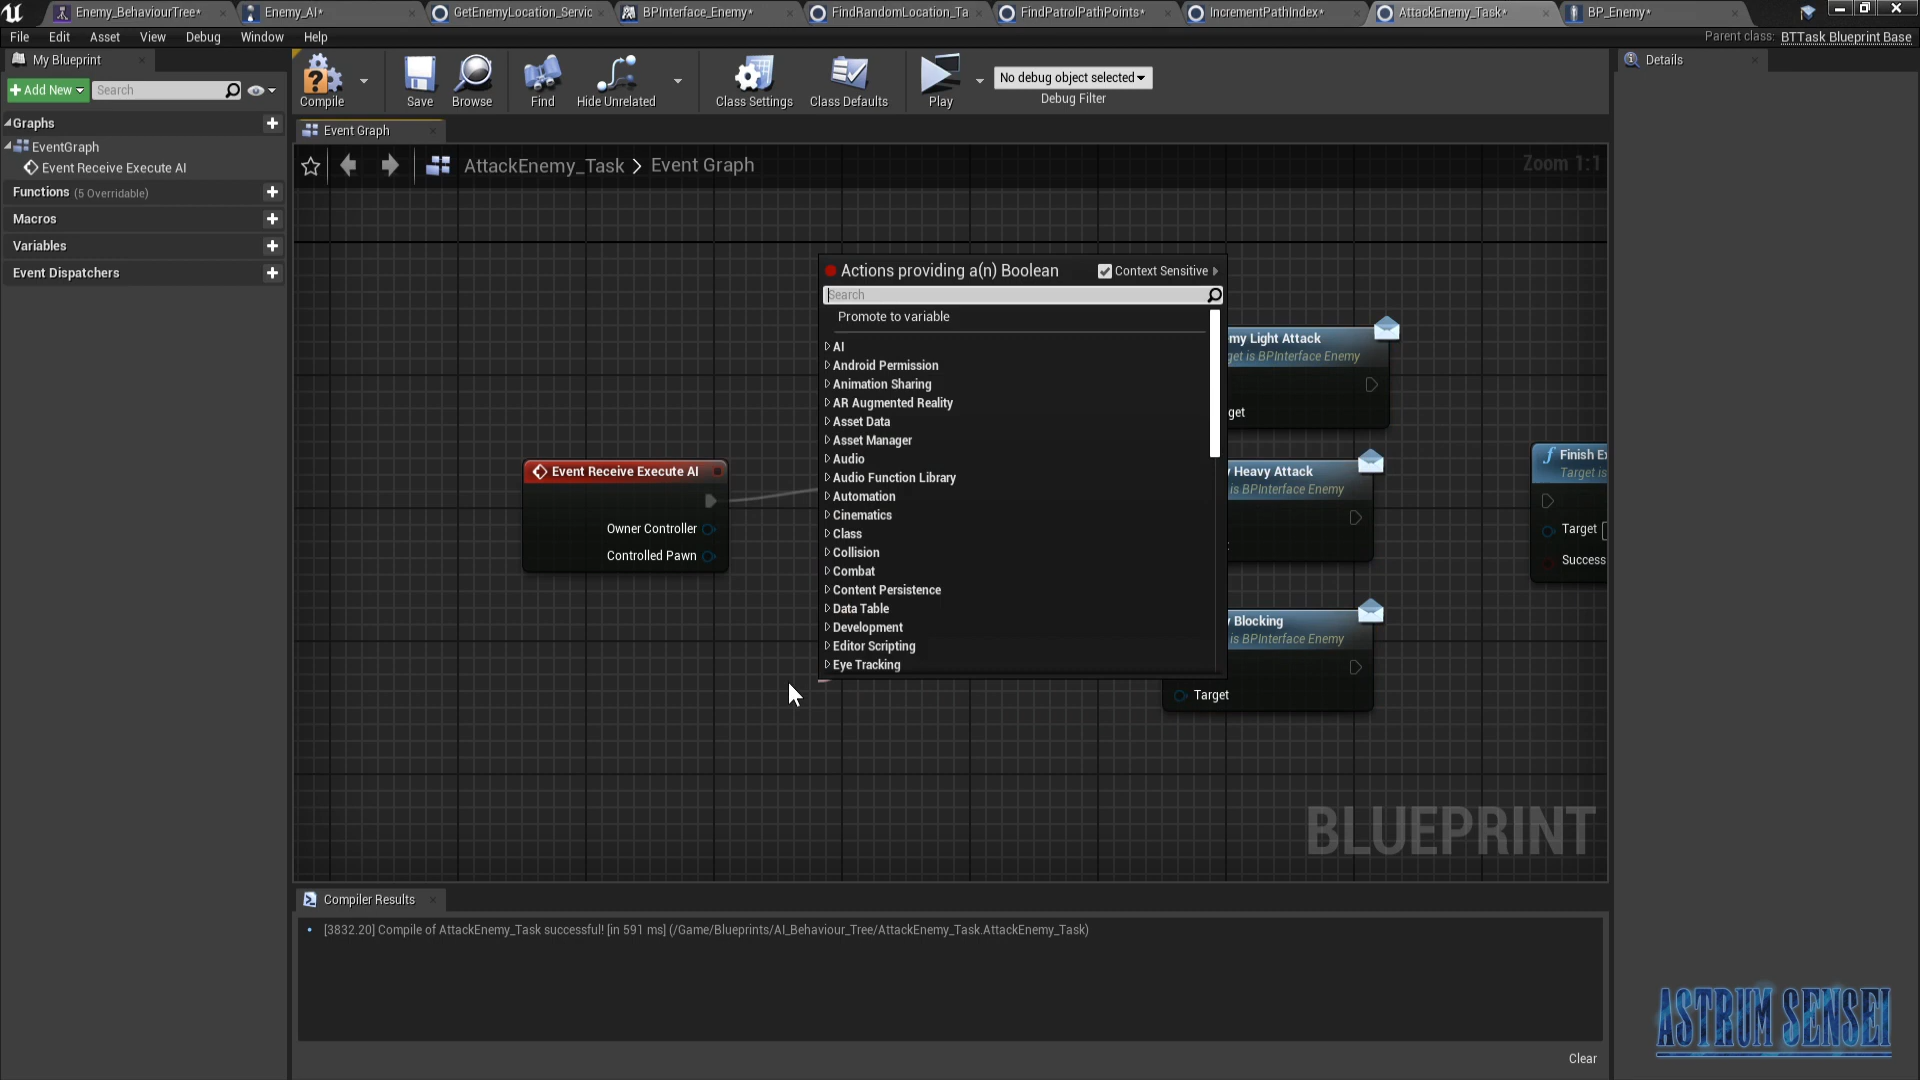 Enemy_BehaviourTree*
Enemy_AI*
GetEnemyLocation_Servic
BPInterface_Enemy*
FindRandomLocation_Ta
FindPatrolPathPoints*
IncrementPathIndex*
AttackEnemy_Task*
BP_Enemy*
File Edit Asset View Debug Window Help
Parent class: BTTask Blueprint Base
My Blueprint
Add New
Search
Graphs
EventGraph
Event Receive Execute AI
Functions (5 Overridable)
Macros
Variables
Event Dispatchers
Compile
Save
Browse
Find
Hide Unrelated
Class Settings
Class Defaults
Play
No debug object selected
Debug Filter
Details
Event Graph
AttackEnemy_Task > Event Graph
Zoom 1:1
Actions providing a(n) Boolean
Context Sensitive
Search
Promote to variable
AI
Android Permission
Animation Sharing
AR Augmented Reality
Asset Data
Asset Manager
Audio
Audio Function Library
Automation
Cinematics
Class
Collision
Combat
Content Persistence
Data Table
Development
Editor Scripting
Eye Tracking
Event Receive Execute AI
Owner Controller
Controlled Pawn
my Light Attack
get is BPInterface Enemy
get
Heavy Attack
is BPInterface Enemy
Blocking
is BPInterface Enemy
Target
Finish Ex
Target is
Target
Success
BLUEPRINT
Compiler Results
[3832.20] Compile of AttackEnemy_Task successful! [in 591 ms] (/Game/Blueprints/AI_Behaviour_Tree/AttackEnemy_Task.AttackEnemy_Task)
Clear
ASTRUM SENSEI